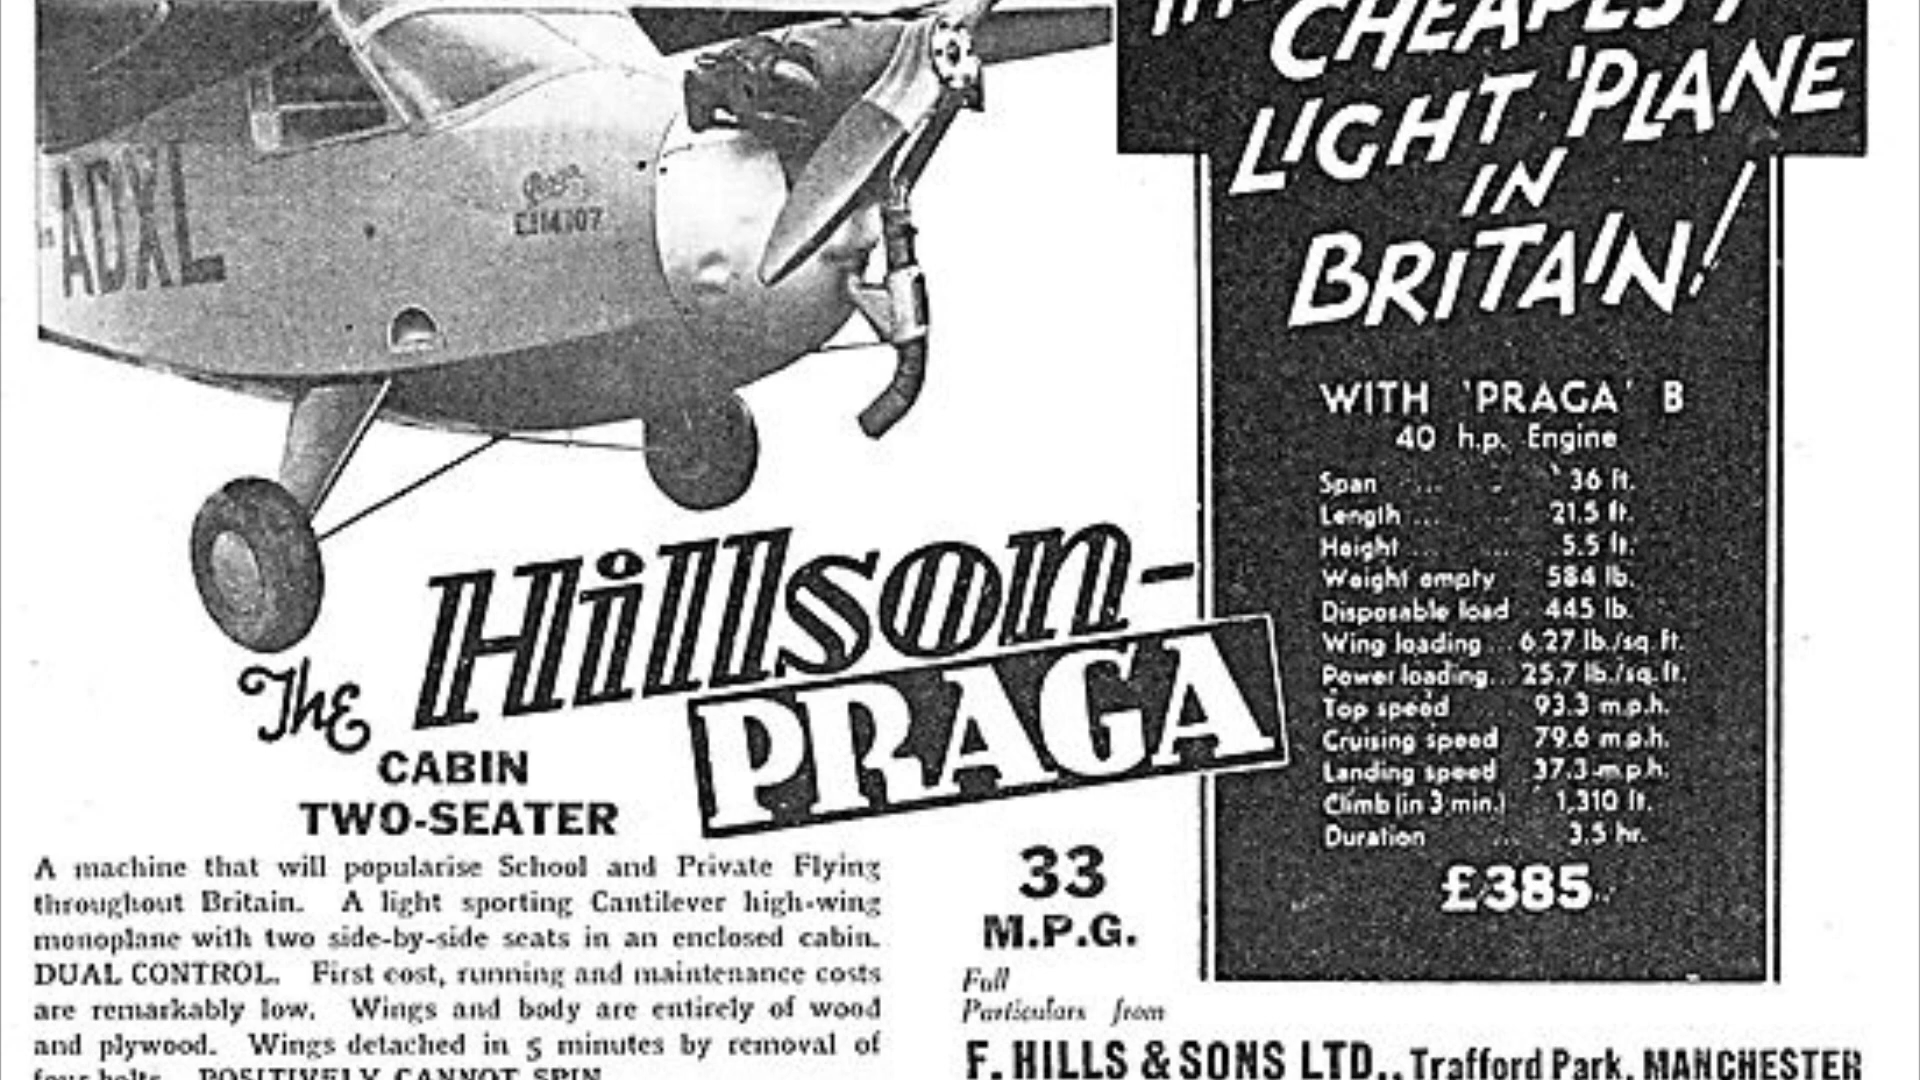 CHEAPEST
LIGHT 'PLANE
IN
BRITAIN!
ADXL
WITH 'PRAGA' B
40 h.p. Engine
Span ... . 36 ft.
Length ... 21.5 ft.
Height ... ... 5.5 ft.
Weight empty 584 lb.
Disposable load 445 lb.
Wing loading ... 6.27 lb./sq. ft.
Power loading... 25.7 lb./sq. ft.
Top speed 93.3 m.p.h.
Cruising speed 79.6 m.p.h.
Landing speed 37.3 m.p.h.
Climb (in 3 min.) 1,310 ft.
Duration ... 3.5 hr.
£385
The Hillson-
PRAGA
CABIN
TWO-SEATER
A machine that will popularise School and Private Flying
throughout Britain. A light sporting Cantilever high-wing
monoplane with two side-by-side seats in an enclosed cabin.
DUAL CONTROL. First cost, running and maintenance costs
are remarkably low. Wings and body are entirely of wood
and plywood. Wings detached in 5 minutes by removal of
four bolts. POSITIVELY CANNOT SPIN.
33
M.P.G.
Full
Particulars from
F. HILLS & SONS LTD., Trafford Park, MANCHESTER